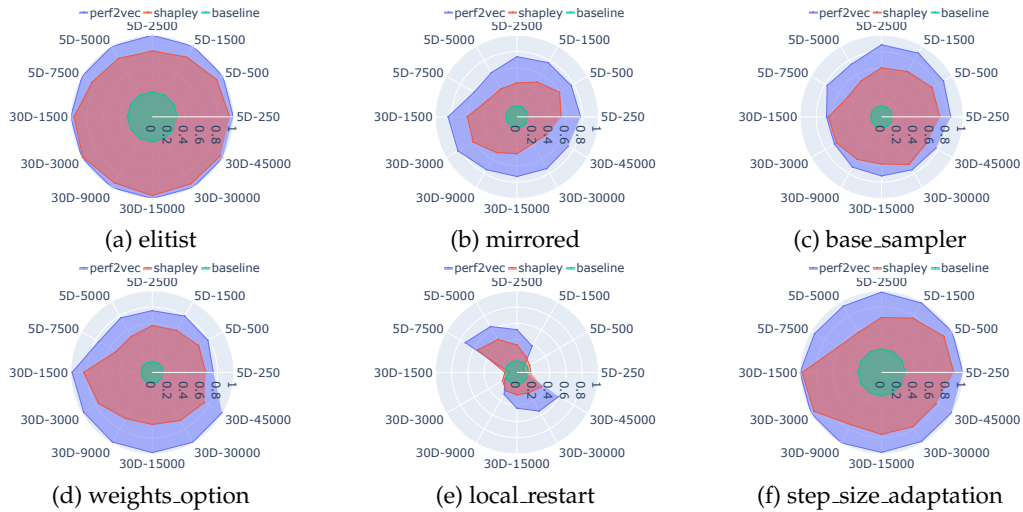 perf2vec shapley baseline
5D-2500
5D-5000 5D-1500
5D-7500 5D-500
30D-1500 0 0.2 0.4 0.6 0.8 1 5D-250
30D-3000 30D-45000
30D-9000 30D-30000
30D-15000
(a) elitist
perf2vec shapley baseline
5D-2500
5D-5000 5D-1500
5D-7500 5D-500
30D-1500 0 0.2 0.4 0.6 0.8 1 5D-250
30D-3000 30D-45000
30D-9000 30D-30000
30D-15000
(b) mirrored
perf2vec shapley baseline
5D-2500
5D-5000 5D-1500
5D-7500 5D-500
30D-1500 0 0.2 0.4 0.6 0.8 1 5D-250
30D-3000 30D-45000
30D-9000 30D-30000
30D-15000
(c) base_sampler
perf2vec shapley baseline
5D-2500
5D-5000 5D-1500
5D-7500 5D-500
30D-1500 0 0.2 0.4 0.6 0.8 1 5D-250
30D-3000 30D-45000
30D-9000 30D-30000
30D-15000
(d) weights_option
perf2vec shapley baseline
5D-2500
5D-5000 5D-1500
5D-7500 5D-500
30D-1500 0 0.2 0.4 0.6 0.8 1 5D-250
30D-3000 30D-45000
30D-9000 30D-30000
30D-15000
(e) local_restart
perf2vec shapley baseline
5D-2500
5D-5000 5D-1500
5D-7500 5D-500
30D-1500 0 0.2 0.4 0.6 0.8 1 5D-250
30D-3000 30D-45000
30D-9000 30D-30000
30D-15000
(f) step_size_adaptation